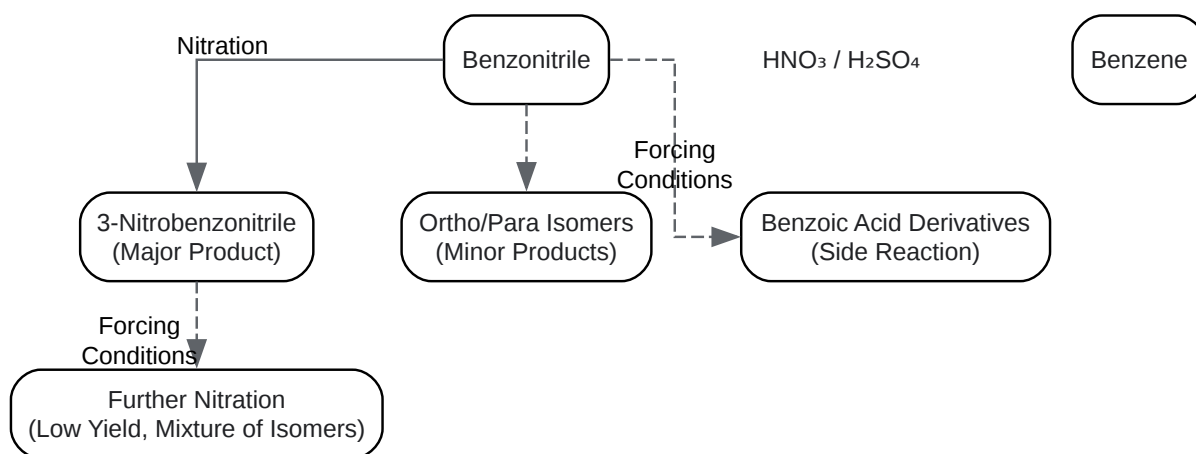 Nitration
Benzonitrile
HNO₃ / H₂SO₄
Benzene
Forcing
Conditions
3-Nitrobenzonitrile
(Major Product)
Ortho/Para Isomers
(Minor Products)
Benzoic Acid Derivatives
(Side Reaction)
Forcing
Conditions
Further Nitration
(Low Yield, Mixture of Isomers)